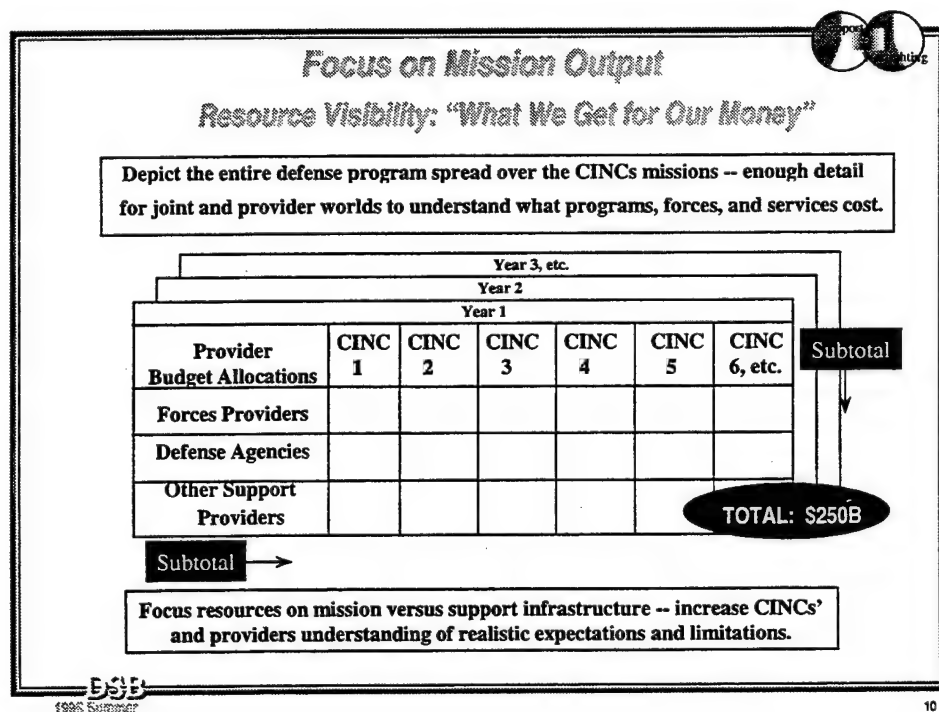 Focus on Mission Output
Resource Visibility: "What We Get for Our Money"
Depict the entire defense program spread over the CINCs missions -- enough detail
for joint and provider worlds to understand what programs, forces, and services cost.
Year 3, etc.
Year 2
Year 1
Provider
Budget Allocations
CINC
1
CINC
2
CINC
3
CINC
4
CINC
5
CINC
6, etc.
Subtotal
Forces Providers
Defense Agencies
Other Support
Providers
TOTAL: $250B
Subtotal
Focus resources on mission versus support infrastructure -- increase CINCs'
and providers understanding of realistic expectations and limitations.
DSB
Summer
10